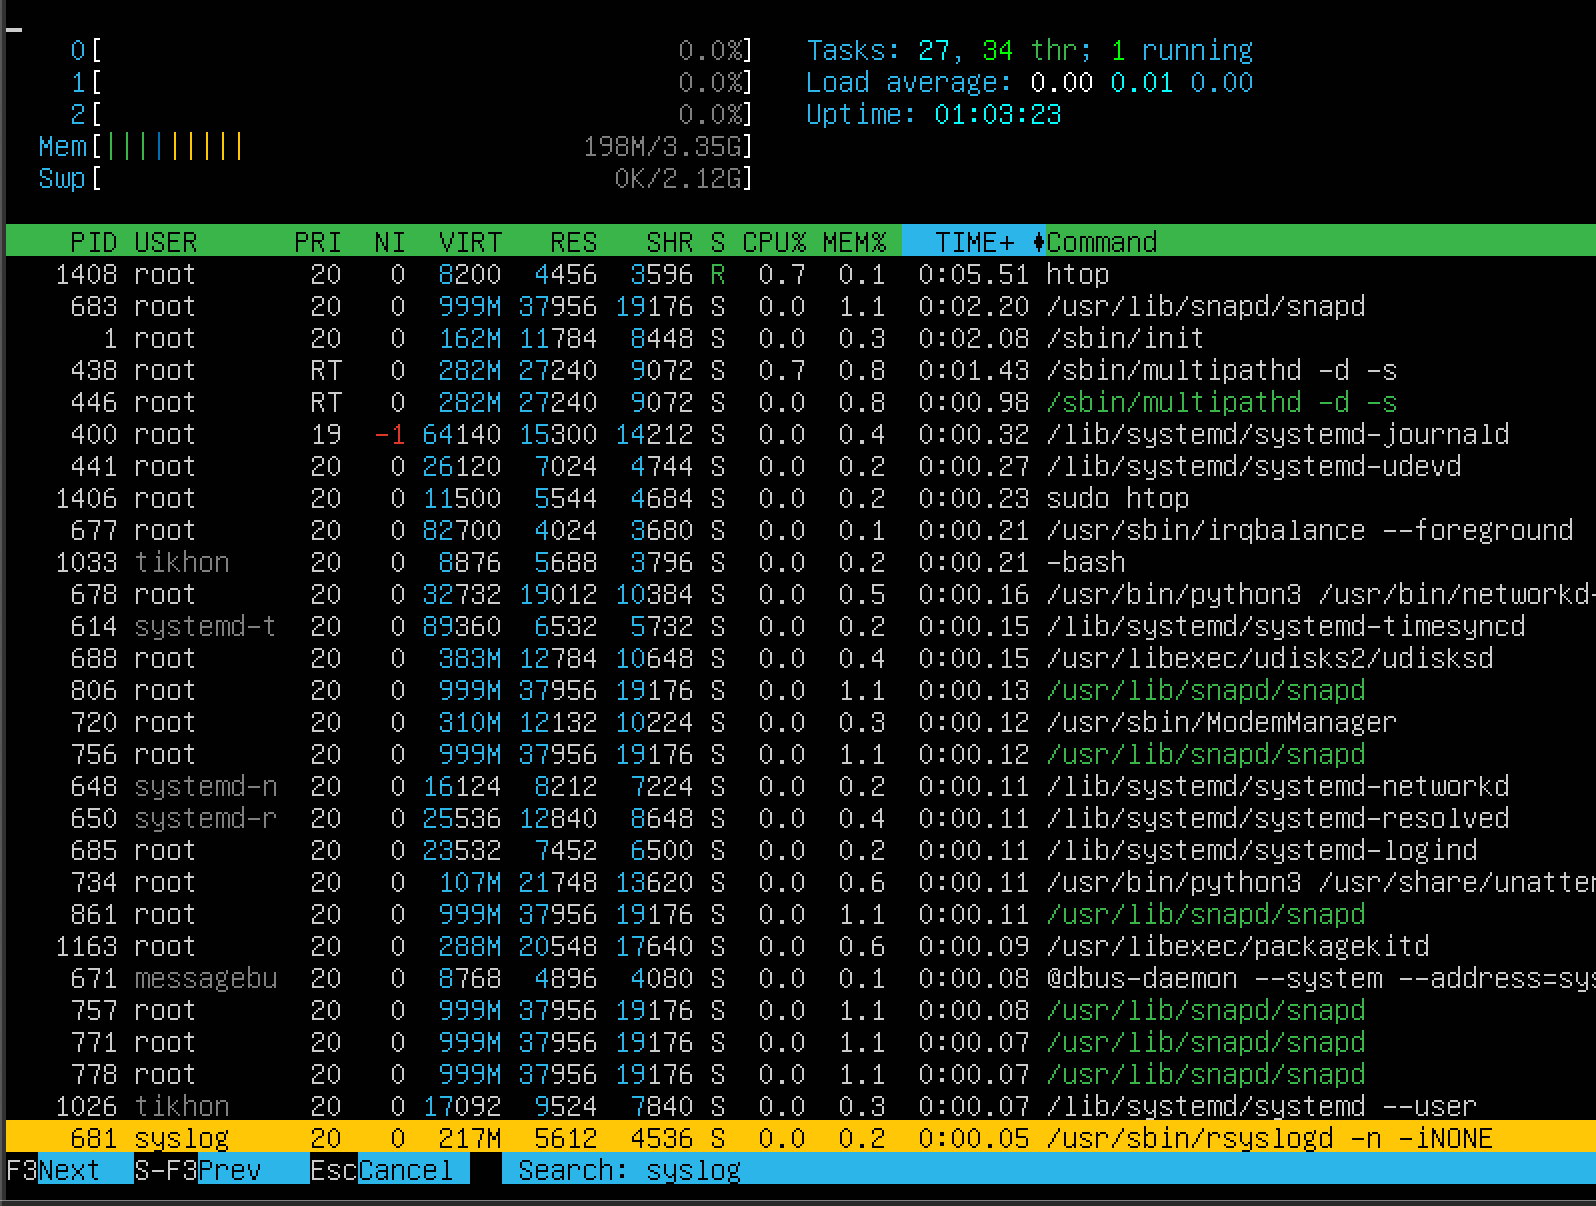 0[ 0.0%] Tasks: 27, 34 thr; 1 running
1[ 0.0%] Load average: 0.00 0.01 0.00
2[ 0.0%] Uptime: 01:03:23
Mem[||||||||| 198M/3.35G]
Swp[ 0K/2.12G]
PID USER PRI NI VIRT RES SHR S CPU% MEM% TIME+ Command
1408 root 20 0 8200 4456 3596 R 0.7 0.1 0:05.51 htop
683 root 20 0 999M 37956 19176 S 0.0 1.1 0:02.20 /usr/lib/snapd/snapd
1 root 20 0 162M 11784 8448 S 0.0 0.3 0:02.08 /sbin/init
438 root RT 0 282M 27240 9072 S 0.7 0.8 0:01.43 /sbin/multipathd -d -s
446 root RT 0 282M 27240 9072 S 0.0 0.8 0:00.98 /sbin/multipathd -d -s
400 root 19 -1 64140 15300 14212 S 0.0 0.4 0:00.32 /lib/systemd/systemd-journald
441 root 20 0 26120 7024 4744 S 0.0 0.2 0:00.27 /lib/systemd/systemd-udevd
1406 root 20 0 11500 5544 4684 S 0.0 0.2 0:00.23 sudo htop
677 root 20 0 82700 4024 3680 S 0.0 0.1 0:00.21 /usr/sbin/irqbalance --foreground
1033 tikhon 20 0 8876 5688 3796 S 0.0 0.2 0:00.21 -bash
678 root 20 0 32732 19012 10384 S 0.0 0.5 0:00.16 /usr/bin/python3 /usr/bin/networkd-
614 systemd-t 20 0 89360 6532 5732 S 0.0 0.2 0:00.15 /lib/systemd/systemd-timesyncd
688 root 20 0 383M 12784 10648 S 0.0 0.4 0:00.15 /usr/libexec/udisks2/udisksd
806 root 20 0 999M 37956 19176 S 0.0 1.1 0:00.13 /usr/lib/snapd/snapd
720 root 20 0 310M 12132 10224 S 0.0 0.3 0:00.12 /usr/sbin/ModemManager
756 root 20 0 999M 37956 19176 S 0.0 1.1 0:00.12 /usr/lib/snapd/snapd
648 systemd-n 20 0 16124 8212 7224 S 0.0 0.2 0:00.11 /lib/systemd/systemd-networkd
650 systemd-r 20 0 25536 12840 8648 S 0.0 0.4 0:00.11 /lib/systemd/systemd-resolved
685 root 20 0 23532 7452 6500 S 0.0 0.2 0:00.11 /lib/systemd/systemd-logind
734 root 20 0 107M 21748 13620 S 0.0 0.6 0:00.11 /usr/bin/python3 /usr/share/unatten
861 root 20 0 999M 37956 19176 S 0.0 1.1 0:00.11 /usr/lib/snapd/snapd
1163 root 20 0 288M 20548 17640 S 0.0 0.6 0:00.09 /usr/libexec/packagekitd
671 messagebu 20 0 8768 4896 4080 S 0.0 0.1 0:00.08 @dbus-daemon --system --address=sys
757 root 20 0 999M 37956 19176 S 0.0 1.1 0:00.08 /usr/lib/snapd/snapd
771 root 20 0 999M 37956 19176 S 0.0 1.1 0:00.07 /usr/lib/snapd/snapd
778 root 20 0 999M 37956 19176 S 0.0 1.1 0:00.07 /usr/lib/snapd/snapd
1026 tikhon 20 0 17092 9524 7840 S 0.0 0.3 0:00.07 /lib/systemd/systemd --user
681 syslog 20 0 217M 5612 4536 S 0.0 0.2 0:00.05 /usr/sbin/rsyslogd -n -iNONE
F3Next S-F3Prev EscCancel Search: syslog